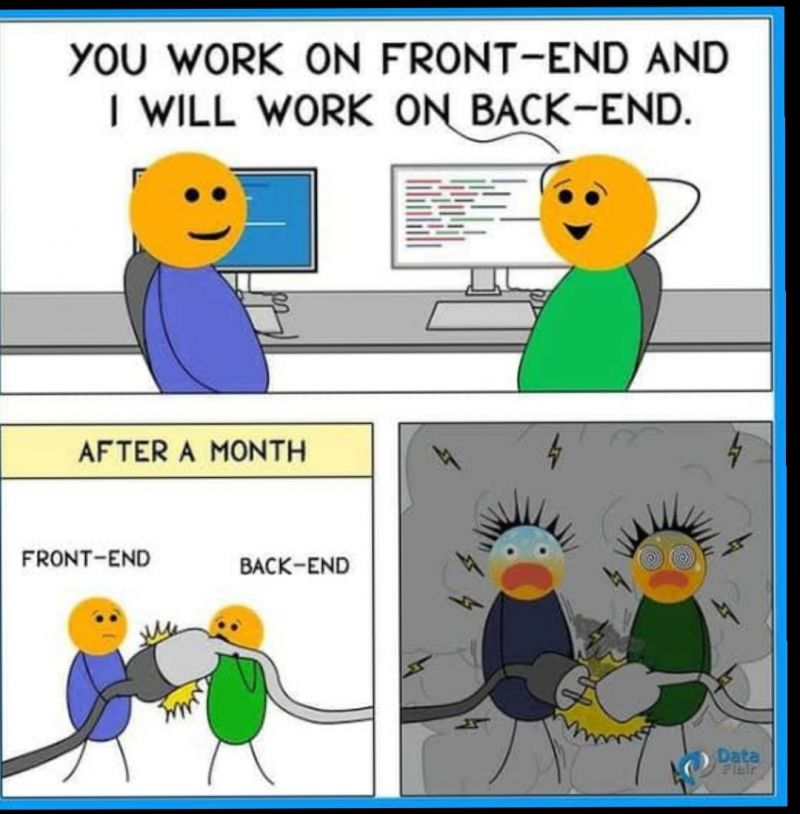 YOU WORK ON FRONT-END AND
I WILL WORK ON BACK-END.
AFTER A MONTH
FRONT-END
BACK-END
Data
Flair